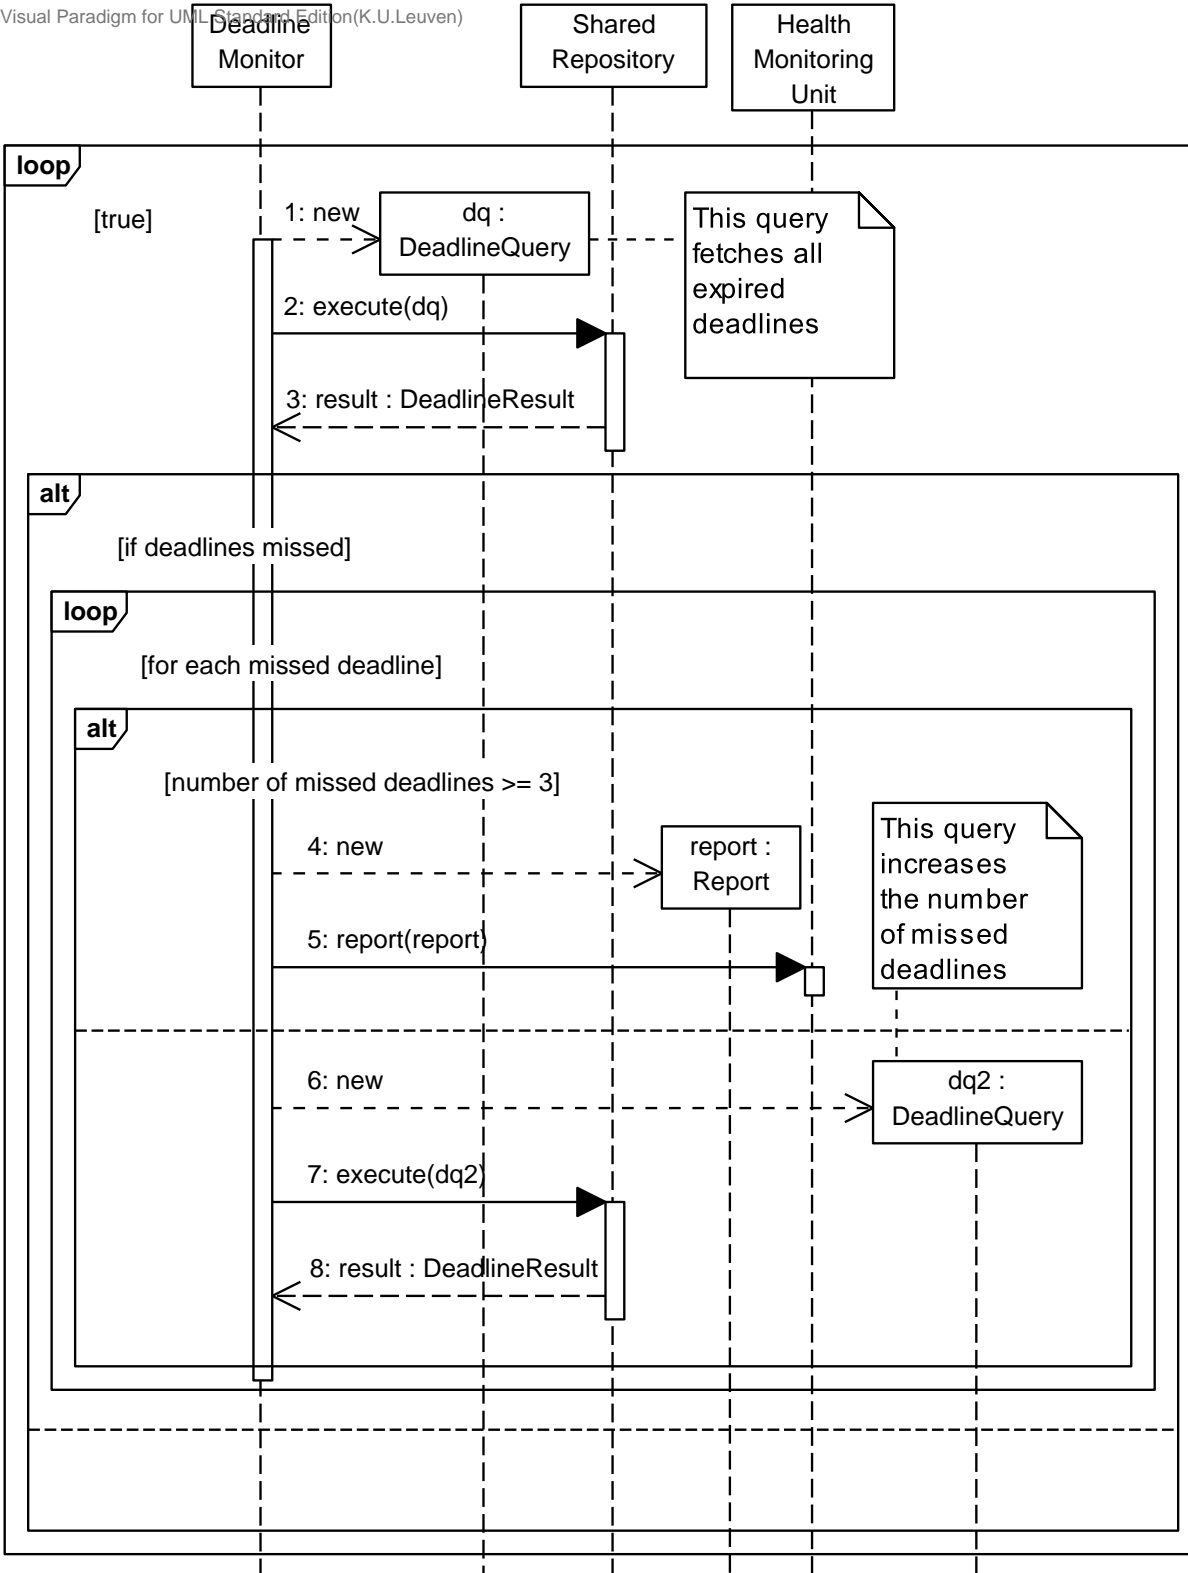 Visual Paradigm for UML Standard Edition(K.U.Leuven)
Deadline
Monitor
Shared
Repository
Health
Monitoring
Unit
loop
[true]
1: new
dq :
DeadlineQuery
This query
fetches all
expired
deadlines
2: execute(dq)
3: result : DeadlineResult
alt
[if deadlines missed]
loop
[for each missed deadline]
alt
[number of missed deadlines >= 3]
4: new
report :
Report
This query
increases
the number
of missed
deadlines
5: report(report)
6: new
dq2 :
DeadlineQuery
7: execute(dq2)
8: result : DeadlineResult